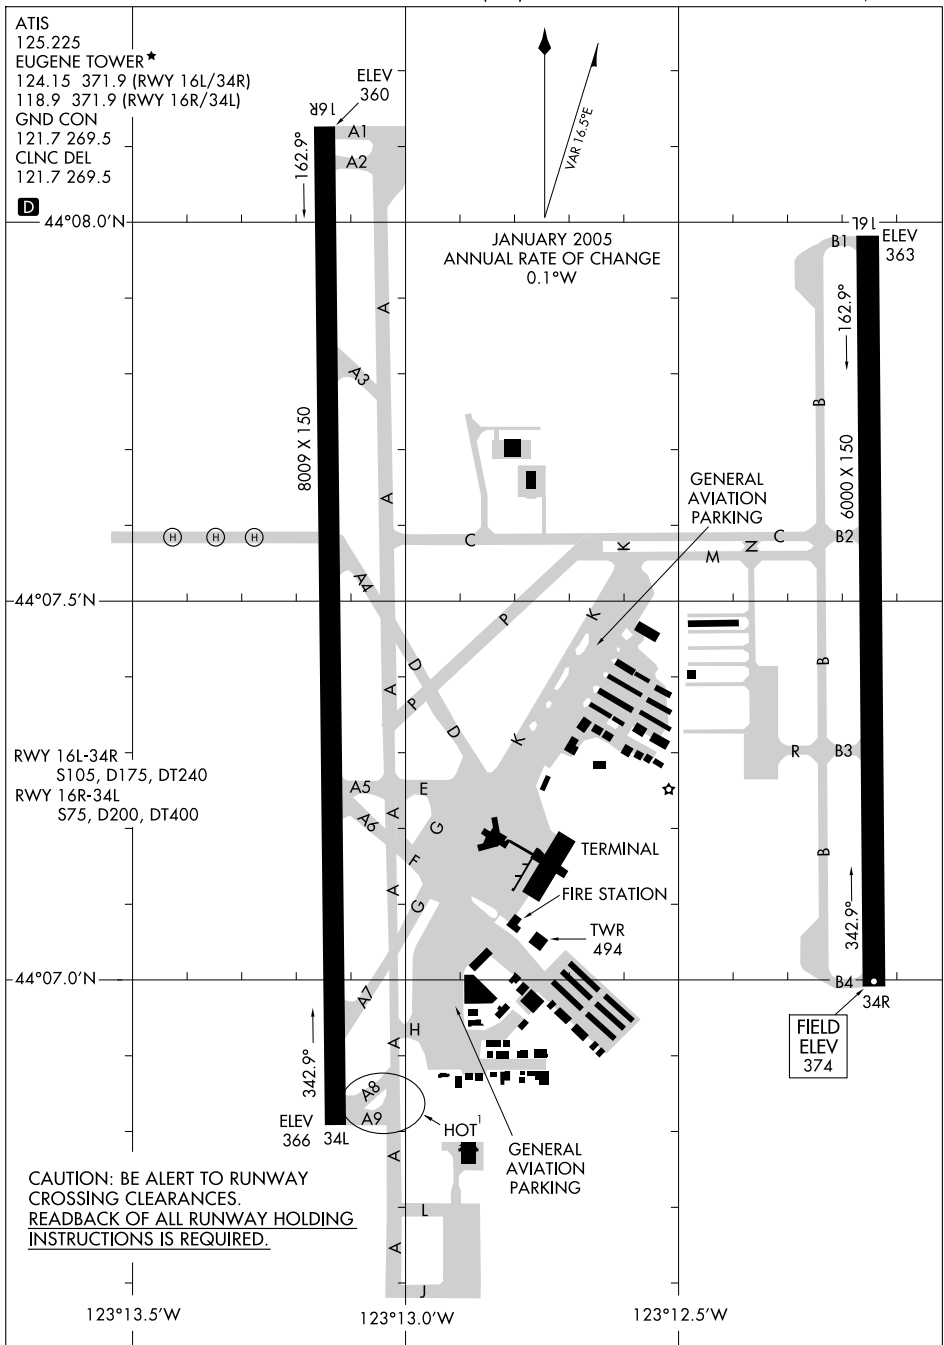 ATIS
125.225
EUGENE TOWER★
124.15 371.9 (RWY 16L/34R)
118.9 371.9 (RWY 16R/34L)
GND CON
121.7 269.5
CLNC DEL
121.7 269.5
D
44°08.0'N
16R
ELEV
360
A1
A2
162.9°
VAR 16.5°E
JANUARY 2005
ANNUAL RATE OF CHANGE
0.1°W
16L
B1
ELEV
363
162.9°
A
A3
B
8009 X 150
6000 X 150
A
GENERAL
AVIATION
PARKING
H
H
H
C
K
C
B2
N
M
A4
44°07.5'N
P
K
D
B
A
P
D
K
R
B3
RWY 16L-34R
S105, D175, DT240
RWY 16R-34L
S75, D200, DT400
A5
E
A
A6
G
F
TERMINAL
B
A
G
FIRE STATION
TWR
494
342.9°
44°07.0'N
A7
B4
34R
H
FIELD
ELEV
374
A
342.9°
A8
A9
HOT1
ELEV
366
34L
A
GENERAL
AVIATION
PARKING
CAUTION: BE ALERT TO RUNWAY
CROSSING CLEARANCES.
READBACK OF ALL RUNWAY HOLDING
INSTRUCTIONS IS REQUIRED.
L
A
J
123°13.5'W
123°13.0'W
123°12.5'W